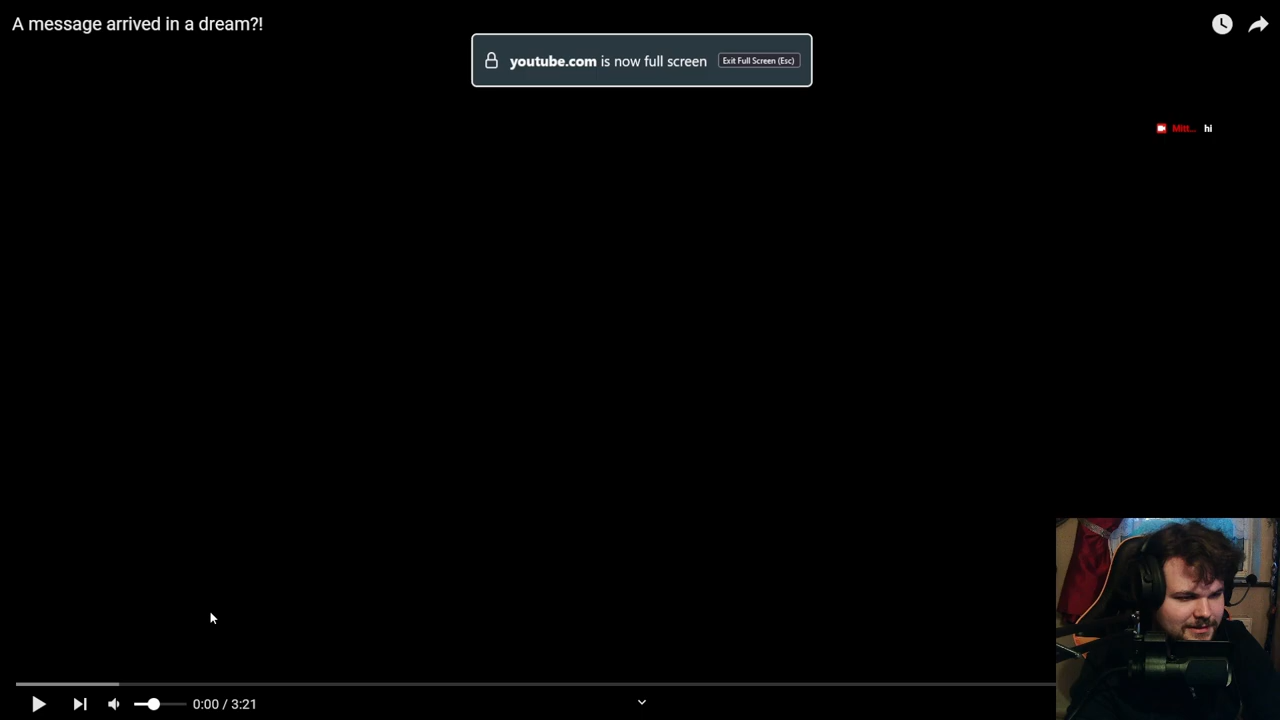 A message arrived in a dream?!
youtube.com is now full screen
Exit Full Screen (Esc)
Mitt... hi
0:00 / 3:21